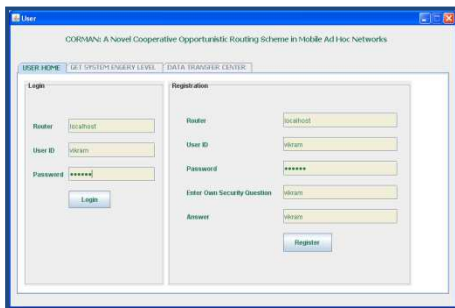 User
CORMAN: A Novel Cooperative Opportunistic Routing Scheme in Mobile Ad Hoc Networks
USER HOME GET SYSTEM ENGERY LEVEL DATA TRANSFER CENTER
Login
Router localhost
User ID vikram
Password ••••••
Login
Registration
Router localhost
User ID vikram
Password ••••••
Enter Own Security Question vikram
Answer vikram
Register